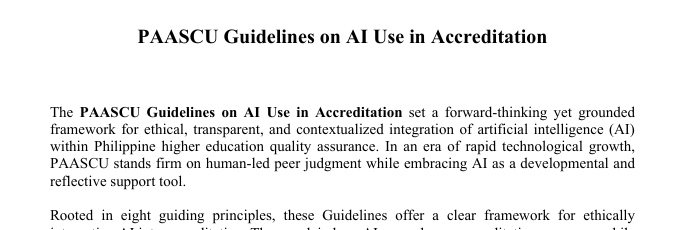 PAASCU Guidelines on AI Use in Accreditation
The PAASCU Guidelines on AI Use in Accreditation set a forward-thinking yet grounded
framework for ethical, transparent, and contextualized integration of artificial intelligence (AI)
within Philippine higher education quality assurance. In an era of rapid technological growth,
PAASCU stands firm on human-led peer judgment while embracing AI as a developmental and
reflective support tool.
Rooted in eight guiding principles, these Guidelines offer a clear framework for ethically